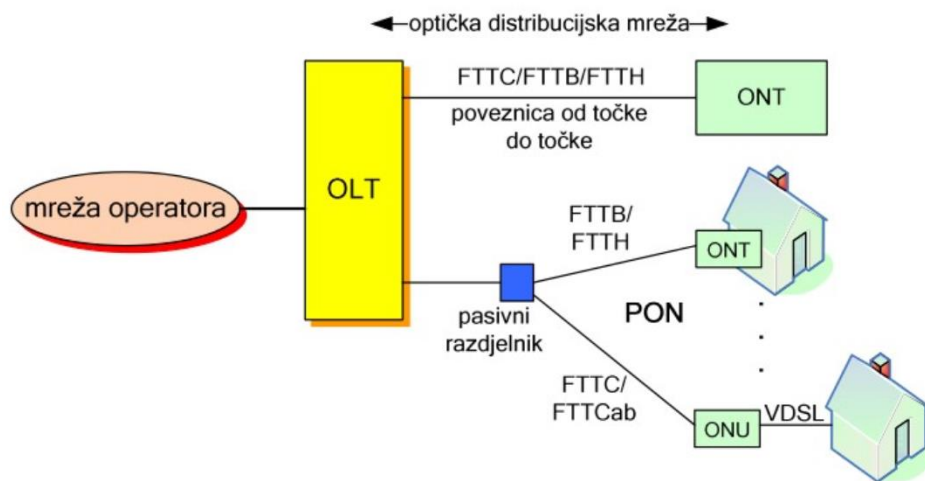 optička distribucijska mreža
FTTC/FTTB/FTTH
ONT
poveznica od točke
do točke
OLT
mreža operatora
FTTB/
FTTH
ONT
pasivni
razdjelnik
PON
FTTC/
FTTCab
ONU
VDSL